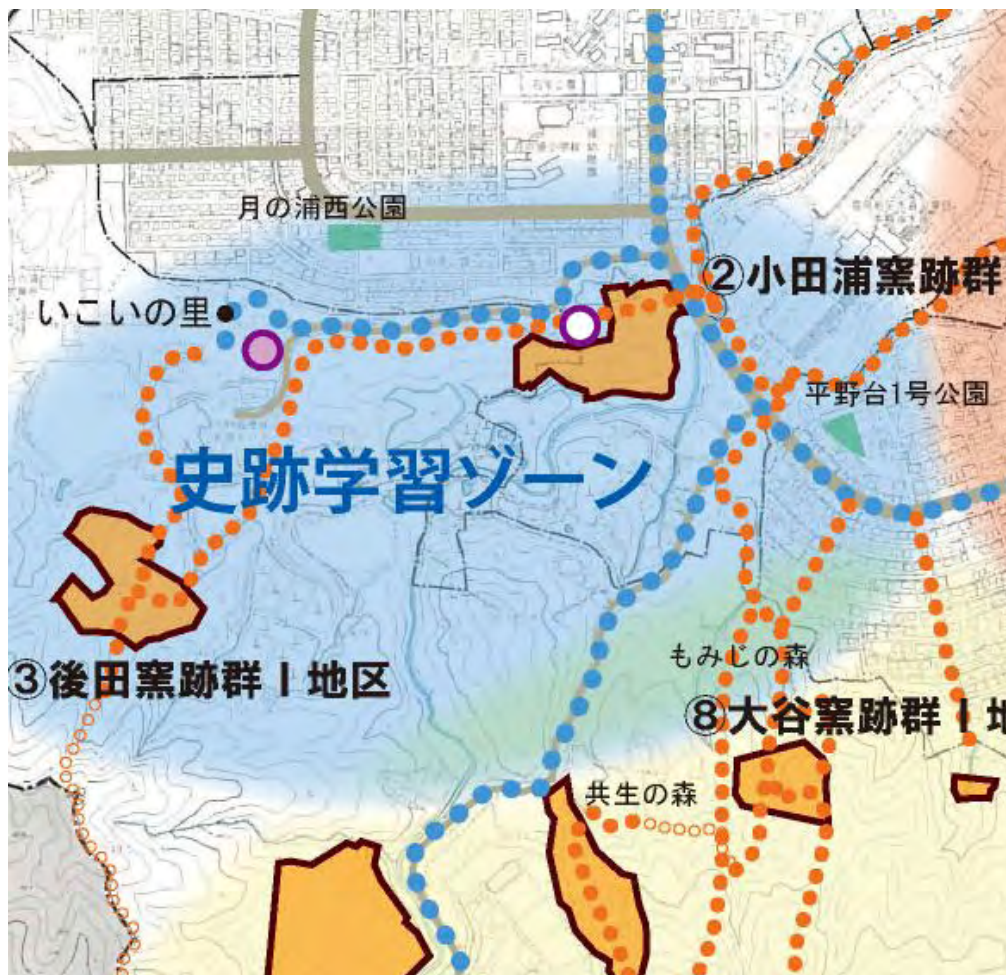 月の浦西公園
②小田浦窯跡群
いこいの里
平野台1号公園
史跡学習ゾーン
もみじの森
③後田窯跡群Ⅰ地区
⑧大谷窯跡群Ⅰ地
共生の森